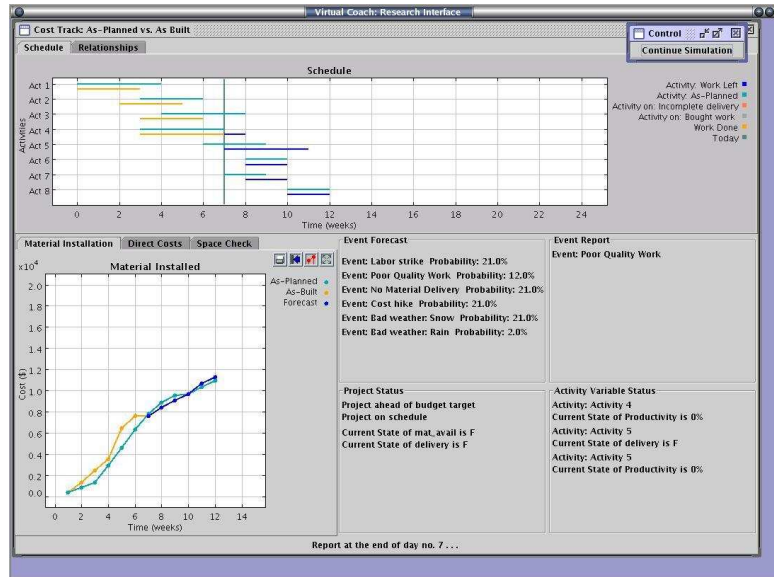 Virtual Coach: Research Interface
Cost Track: As-Planned vs. As Built
Control
Continue Simulation
Schedule Relationships
Schedule
Activities
Act 1
Act 2
Act 3
Act 4
Act 5
Act 6
Act 7
Act 8
0 2 4 6 8 10 12 14 16 18 20 22 24
Time (weeks)
Activity: Work Left
Activity: As-Planned
Activity on: Incomplete delivery
Activity on: Bought work
Work Done
Today
Material Installation Direct Costs Space Check
Material Installed
x10^4
Cost ($)
2.0
1.8
1.6
1.4
1.2
1.0
0.8
0.6
0.4
0.2
0.0
0 2 4 6 8 10 12 14
Time (weeks)
As-Planned
As-Built
Forecast
Event Forecast
Event: Labor strike Probability: 21.0%
Event: Poor Quality Work Probability: 12.0%
Event: No Material Delivery Probability: 21.0%
Event: Cost hike Probability: 21.0%
Event: Bad weather: Snow Probability: 21.0%
Event: Bad weather: Rain Probability: 2.0%
Event Report
Event: Poor Quality Work
Project Status
Project ahead of budget target
Project on schedule
Current State of mat_avail is F
Current State of delivery is F
Activity Variable Status
Activity: Activity 4
Current State of Productivity is 0%
Activity: Activity 5
Current State of delivery is F
Activity: Activity 5
Current State of Productivity is 0%
Report at the end of day no. 7 . . .